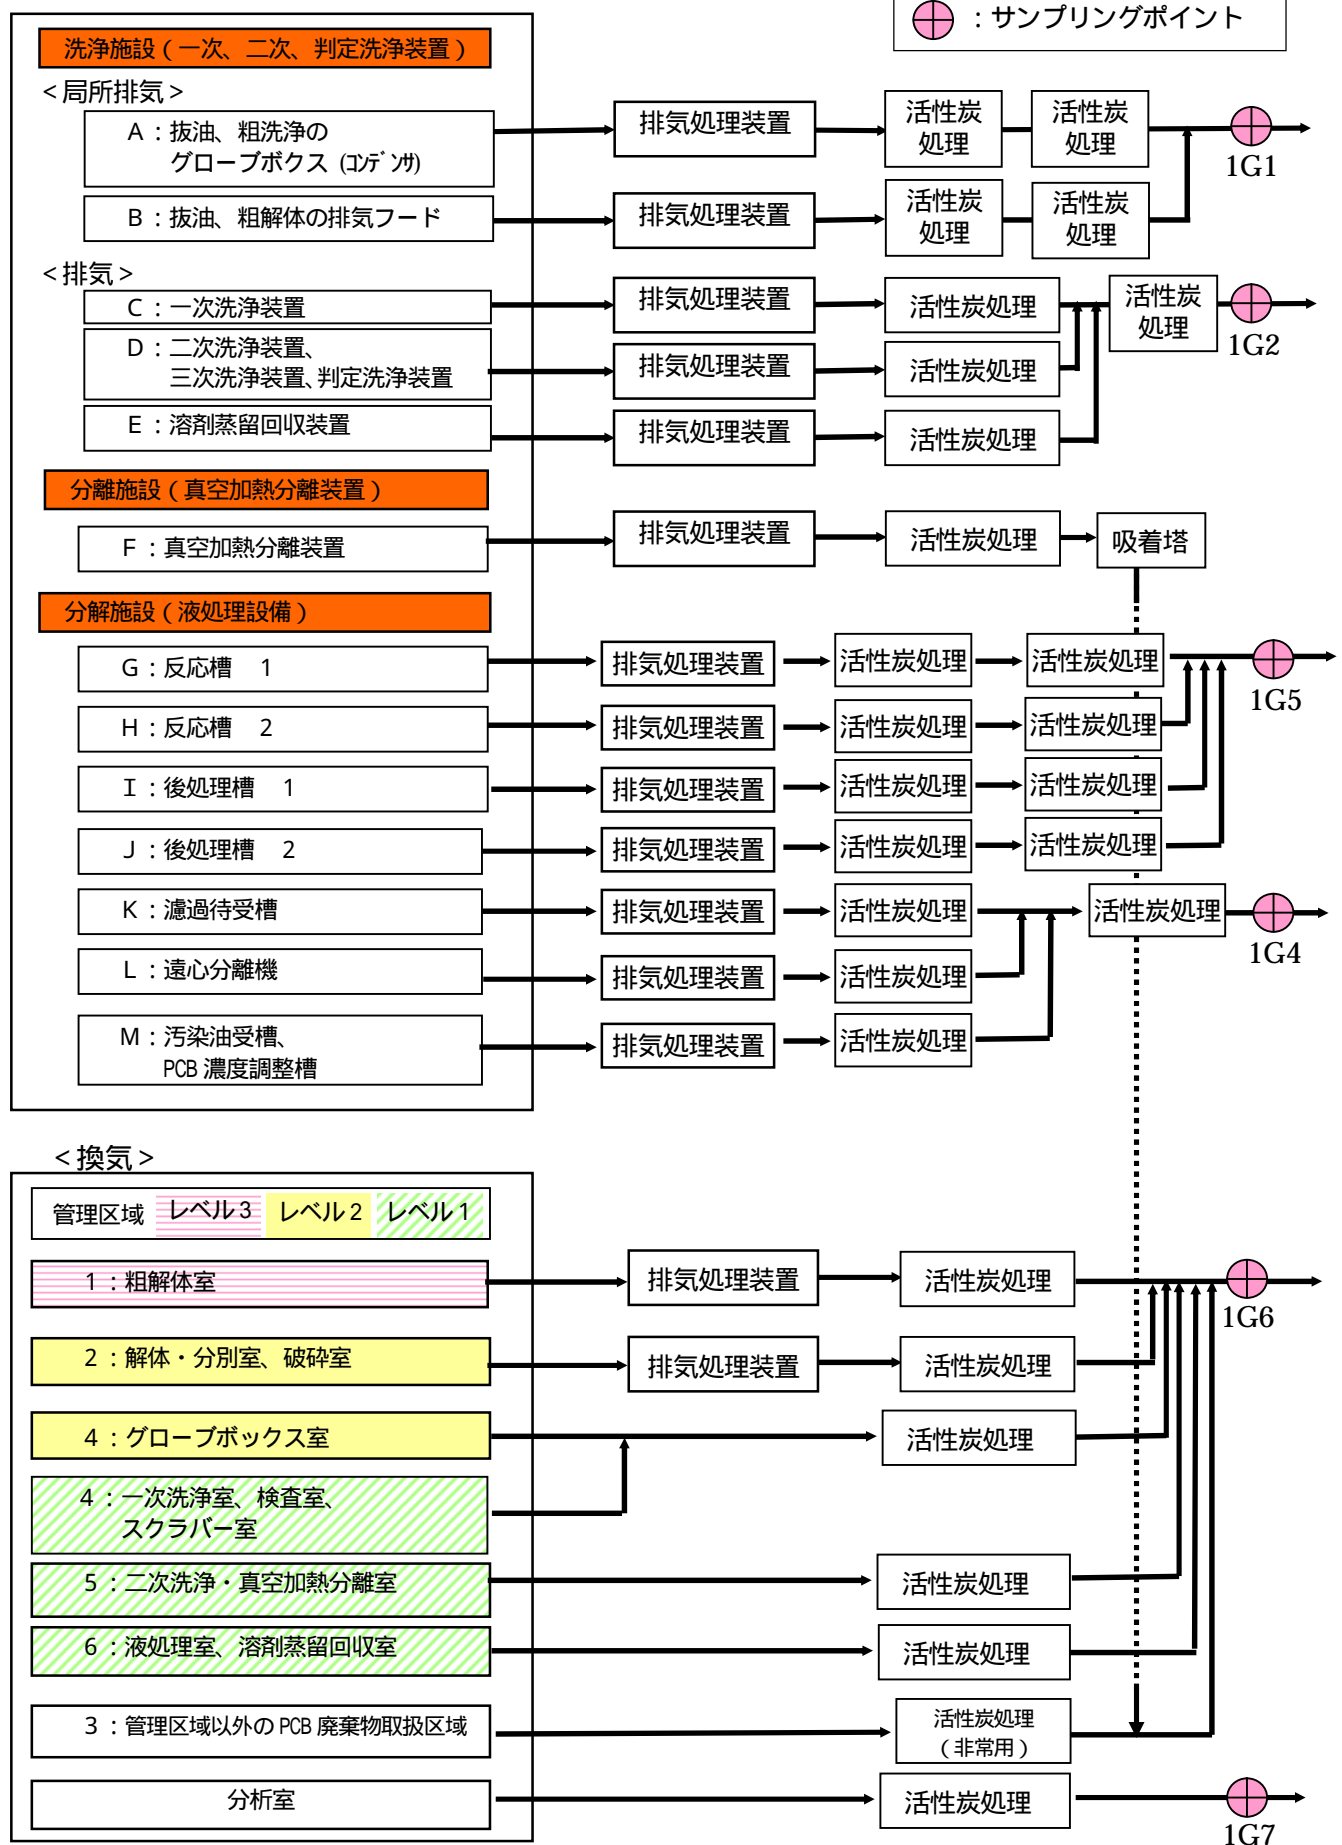 ：サンプリングポイント
洗浄施設（一次、二次、判定洗浄装置）
＜局所排気＞
A：抜油、粗洗浄の
グローブボクス（ｺﾝﾃﾞﾝｻ）
排気処理装置
活性炭
処理
活性炭
処理
1G1
B：抜油、粗解体の排気フード
排気処理装置
活性炭
処理
活性炭
処理
＜排気＞
C：一次洗浄装置
排気処理装置
活性炭処理
活性炭
処理
1G2
D：二次洗浄装置、
三次洗浄装置、判定洗浄装置
排気処理装置
活性炭処理
E：溶剤蒸留回収装置
排気処理装置
活性炭処理
分離施設（真空加熱分離装置）
F：真空加熱分離装置
排気処理装置
活性炭処理
吸着塔
分解施設（液処理設備）
G：反応槽　1
排気処理装置
活性炭処理
活性炭処理
1G5
H：反応槽　2
排気処理装置
活性炭処理
活性炭処理
I：後処理槽　1
排気処理装置
活性炭処理
活性炭処理
J：後処理槽　2
排気処理装置
活性炭処理
活性炭処理
K：濾過待受槽
排気処理装置
活性炭処理
活性炭処理
1G4
L：遠心分離機
排気処理装置
活性炭処理
M：汚染油受槽、
PCB 濃度調整槽
排気処理装置
活性炭処理
＜換気＞
管理区域 レベル3 レベル2 レベル1
1：粗解体室
排気処理装置
活性炭処理
1G6
2：解体・分別室、破砕室
排気処理装置
活性炭処理
4：グローブボックス室
活性炭処理
4：一次洗浄室、検査室、
スクラバー室
5：二次洗浄・真空加熱分離室
活性炭処理
6：液処理室、溶剤蒸留回収室
活性炭処理
3：管理区域以外の PCB 廃棄物取扱区域
活性炭処理
（非常用）
分析室
活性炭処理
1G7